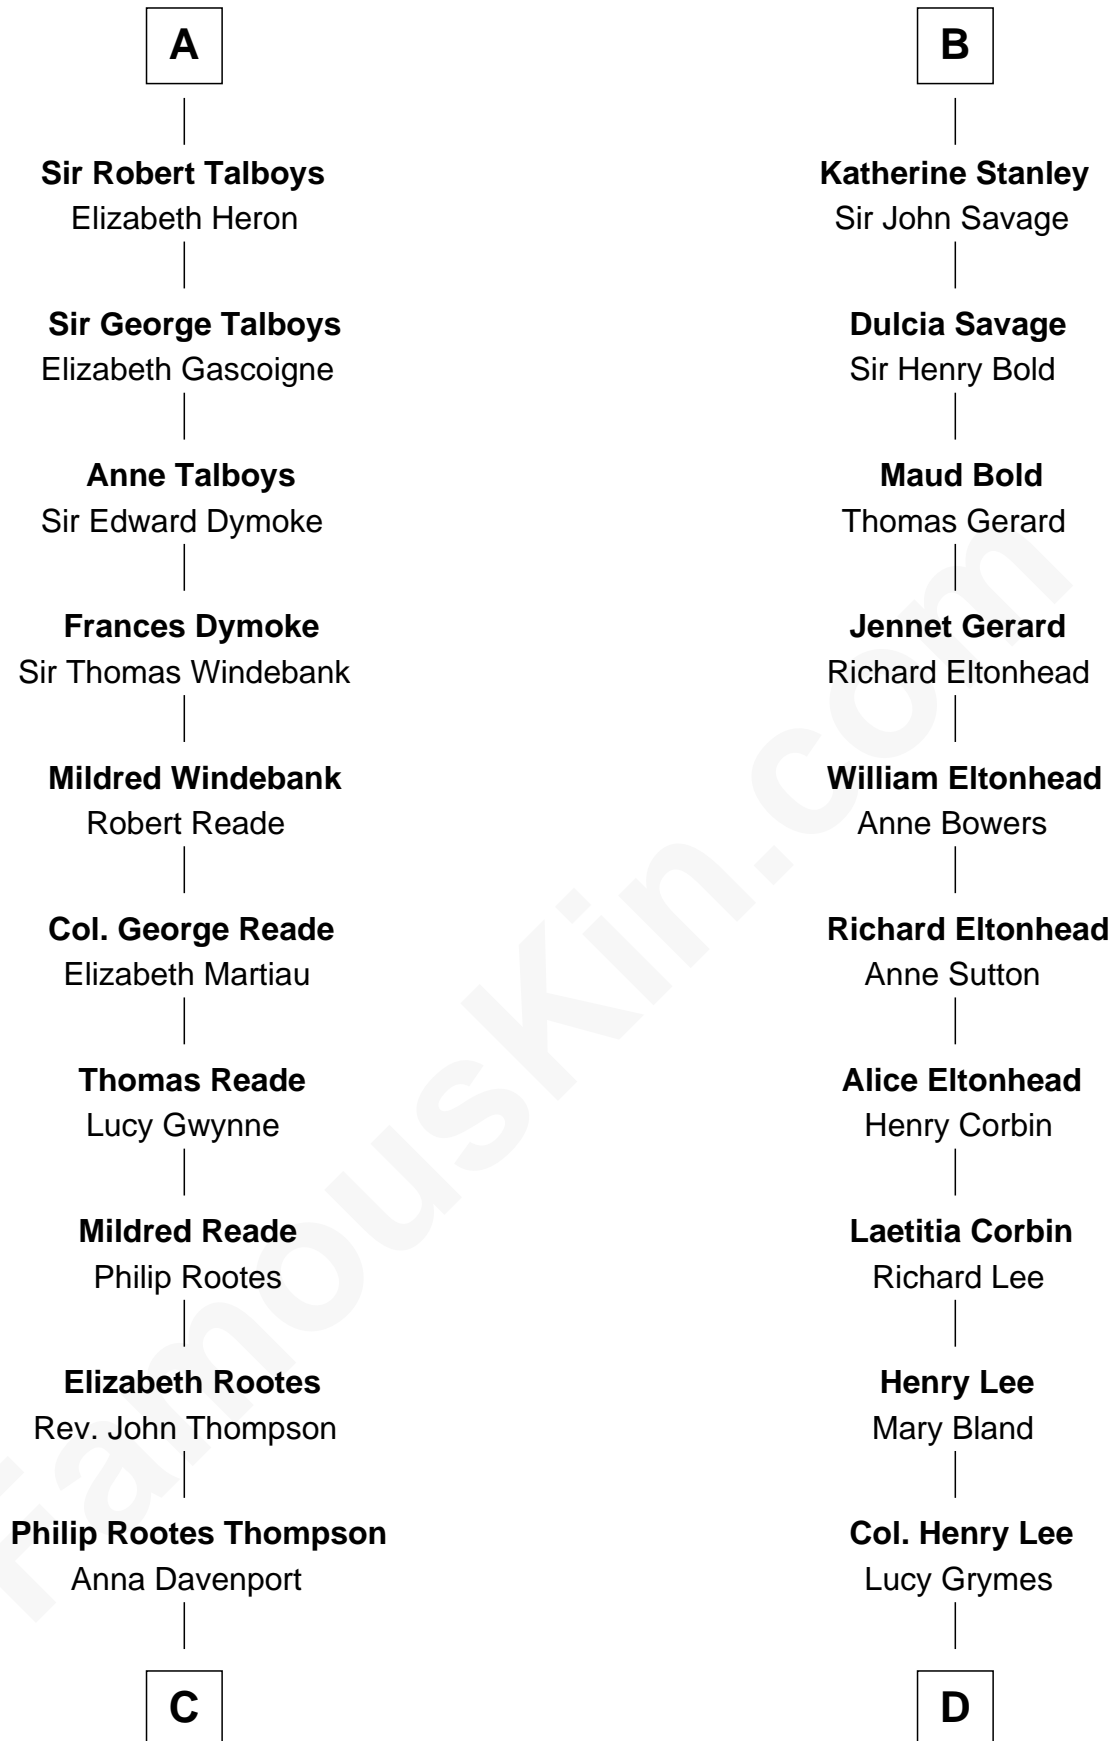 A
Sir Robert Talboys
Elizabeth Heron
Sir George Talboys
Elizabeth Gascoigne
Anne Talboys
Sir Edward Dymoke
Frances Dymoke
Sir Thomas Windebank
Mildred Windebank
Robert Reade
Col. George Reade
Elizabeth Martiau
Thomas Reade
Lucy Gwynne
Mildred Reade
Philip Rootes
Elizabeth Rootes
Rev. John Thompson
Philip Rootes Thompson
Anna Davenport
C
B
Katherine Stanley
Sir John Savage
Dulcia Savage
Sir Henry Bold
Maud Bold
Thomas Gerard
Jennet Gerard
Richard Eltonhead
William Eltonhead
Anne Bowers
Richard Eltonhead
Anne Sutton
Alice Eltonhead
Henry Corbin
Laetitia Corbin
Richard Lee
Henry Lee
Mary Bland
Col. Henry Lee
Lucy Grymes
D
FamousKin.com